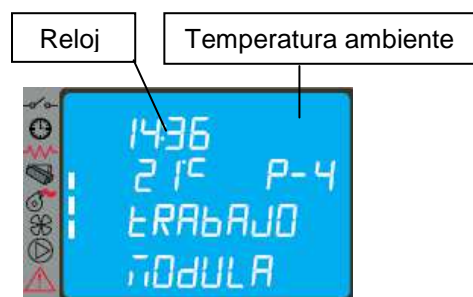 Reloj
Temperatura ambiente
14:36
21°C P-4
tRAbAJO
MOdULA